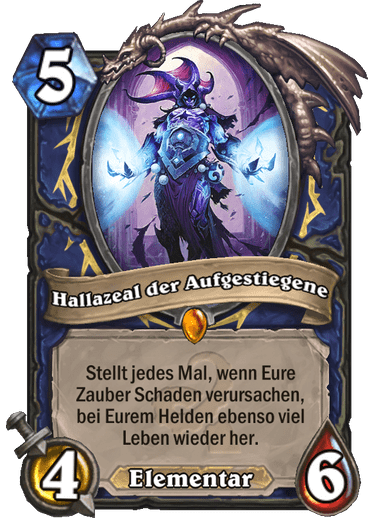 5
Hallazeal der Aufgestiegene
Stellt jedes Mal, wenn Eure
Zauber Schaden verursachen,
bei Eurem Helden ebenso viel
Leben wieder her.
4
Elementar
6